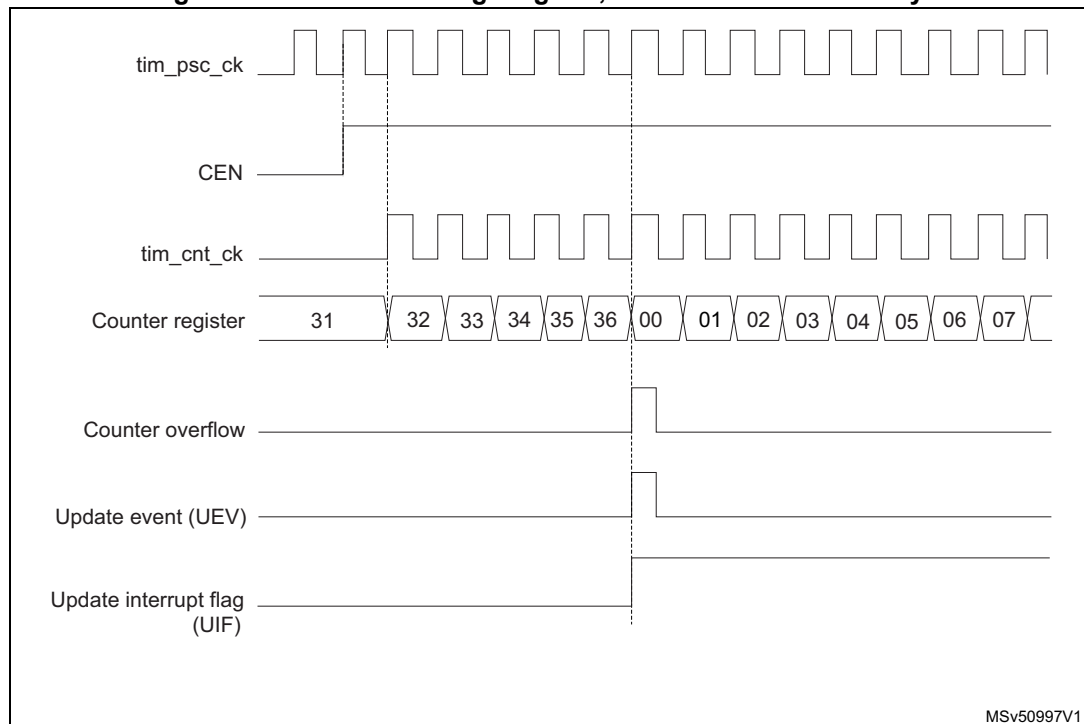 tim_psc_ck
CEN
tim_cnt_ck
Counter register 31 32 33 34 35 36 00 01 02 03 04 05 06 07
Counter overflow
Update event (UEV)
Update interrupt flag
(UIF)
MSv50997V1